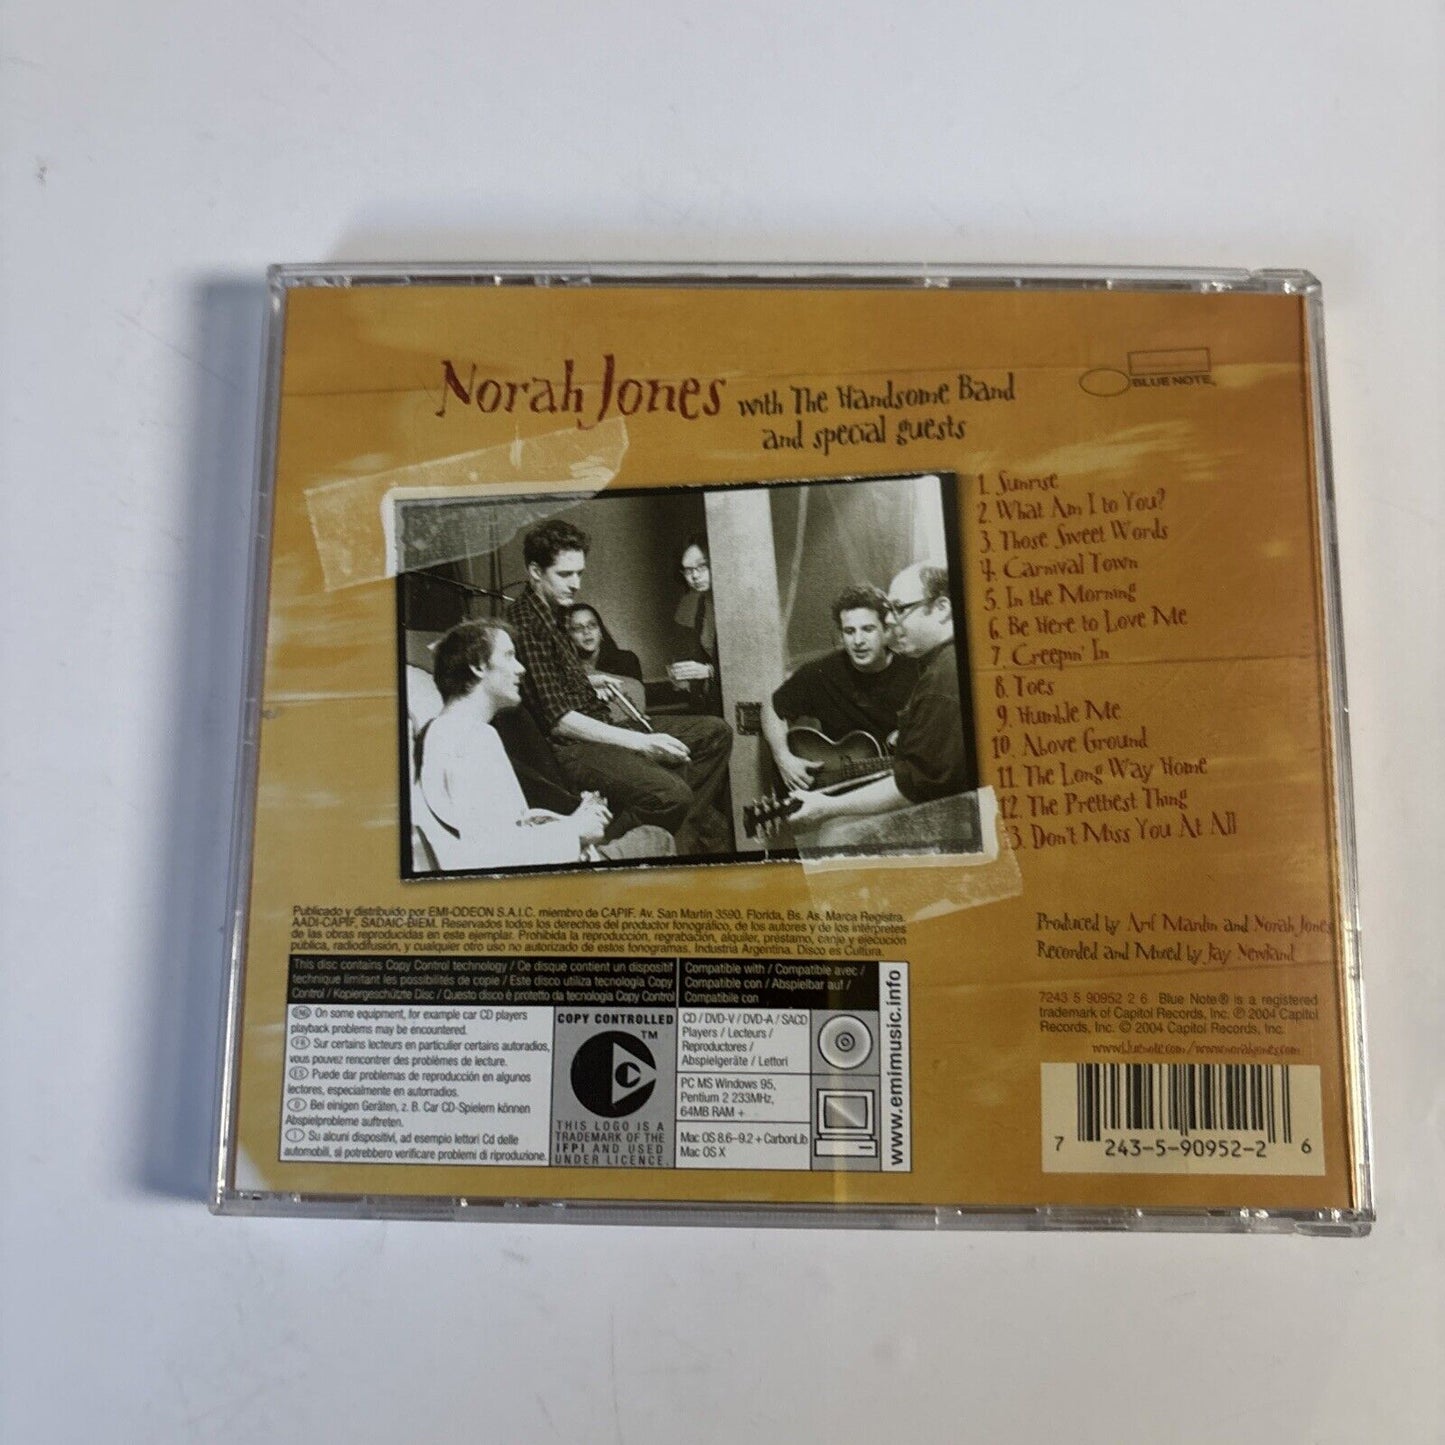 Norah Jones with The Handsome Band
and special guests
BLUE NOTE
1. Sunrise
2. What Am I to You?
3. Those Sweet Words
4. Carnival Town
5. In the Morning
6. Be Here to Love Me
7. Creepin' In
8. Toes
9. Humble Me
10. Above Ground
11. The Long Way Home
12. The Prettiest Thing
13. Don't Miss You At All
Produced by Arif Mardin and Norah Jones
Recorded and Mixed by Jay Newland
7243 5 90952 2 6 Blue Note® is a registered
trademark of Capitol Records, Inc. ℗ 2004 Capitol
Records, Inc. © 2004 Capitol Records, Inc.
www.bluenote.com/www.norahjones.com
7 243-5-90952-2 6
Publicado y distribuido por EMI-ODEON S.A.I.C. miembro de CAPIF. Av. San Martín 3590. Florida, Bs. As. Marca Registra.
AADI-CAPIF, SADAIC-BIEM. Reservados todos los derechos del productor fonográfico, de los autores y de los intérpretes
de las obras reproducidas en este ejemplar. Prohibida la reproducción, regrabación, alquiler, préstamo, canje y ejecución
pública, radiodifusión, y cualquier otro uso no autorizado de estos fonogramas. Industria Argentina. Disco es Cultura.
This disc contains Copy Control technology / Ce disque contient un dispositif
technique limitant les possibilités de copie / Este disco utiliza tecnologia Copy
Control / Kopiergeschützte Disc / Questo disco è protetto da tecnologia Copy Control
Compatible with / Compatible avec /
Compatible con / Abspielbar auf /
Compatibile con
ENG On some equipment, for example car CD players
playback problems may be encountered.
FR Sur certains lecteurs en particulier certains autoradios,
vous pouvez rencontrer des problèmes de lecture.
ES Puede dar problemas de reproducción en algunos
lectores, especialmente en autorradios.
D Bei einigen Geräten, z. B. Car CD-Spielern können
Abspielprobleme auftreten.
I Su alcuni dispositivi, ad esempio lettori Cd delle
automobili, si potrebbero verificare problemi di riproduzione.
COPY CONTROLLED
TM
THIS LOGO IS A
TRADEMARK OF THE
IFPI AND USED
UNDER LICENCE.
CD / DVD-V / DVD-A / SACD
Players / Lecteurs /
Reproductores /
Abspielgeräte / Lettori
PC MS Windows 95,
Pentium 2 233MHz,
64MB RAM +
Mac OS 8.6–9.2 + CarbonLib
Mac OS X
www.emimusic.info